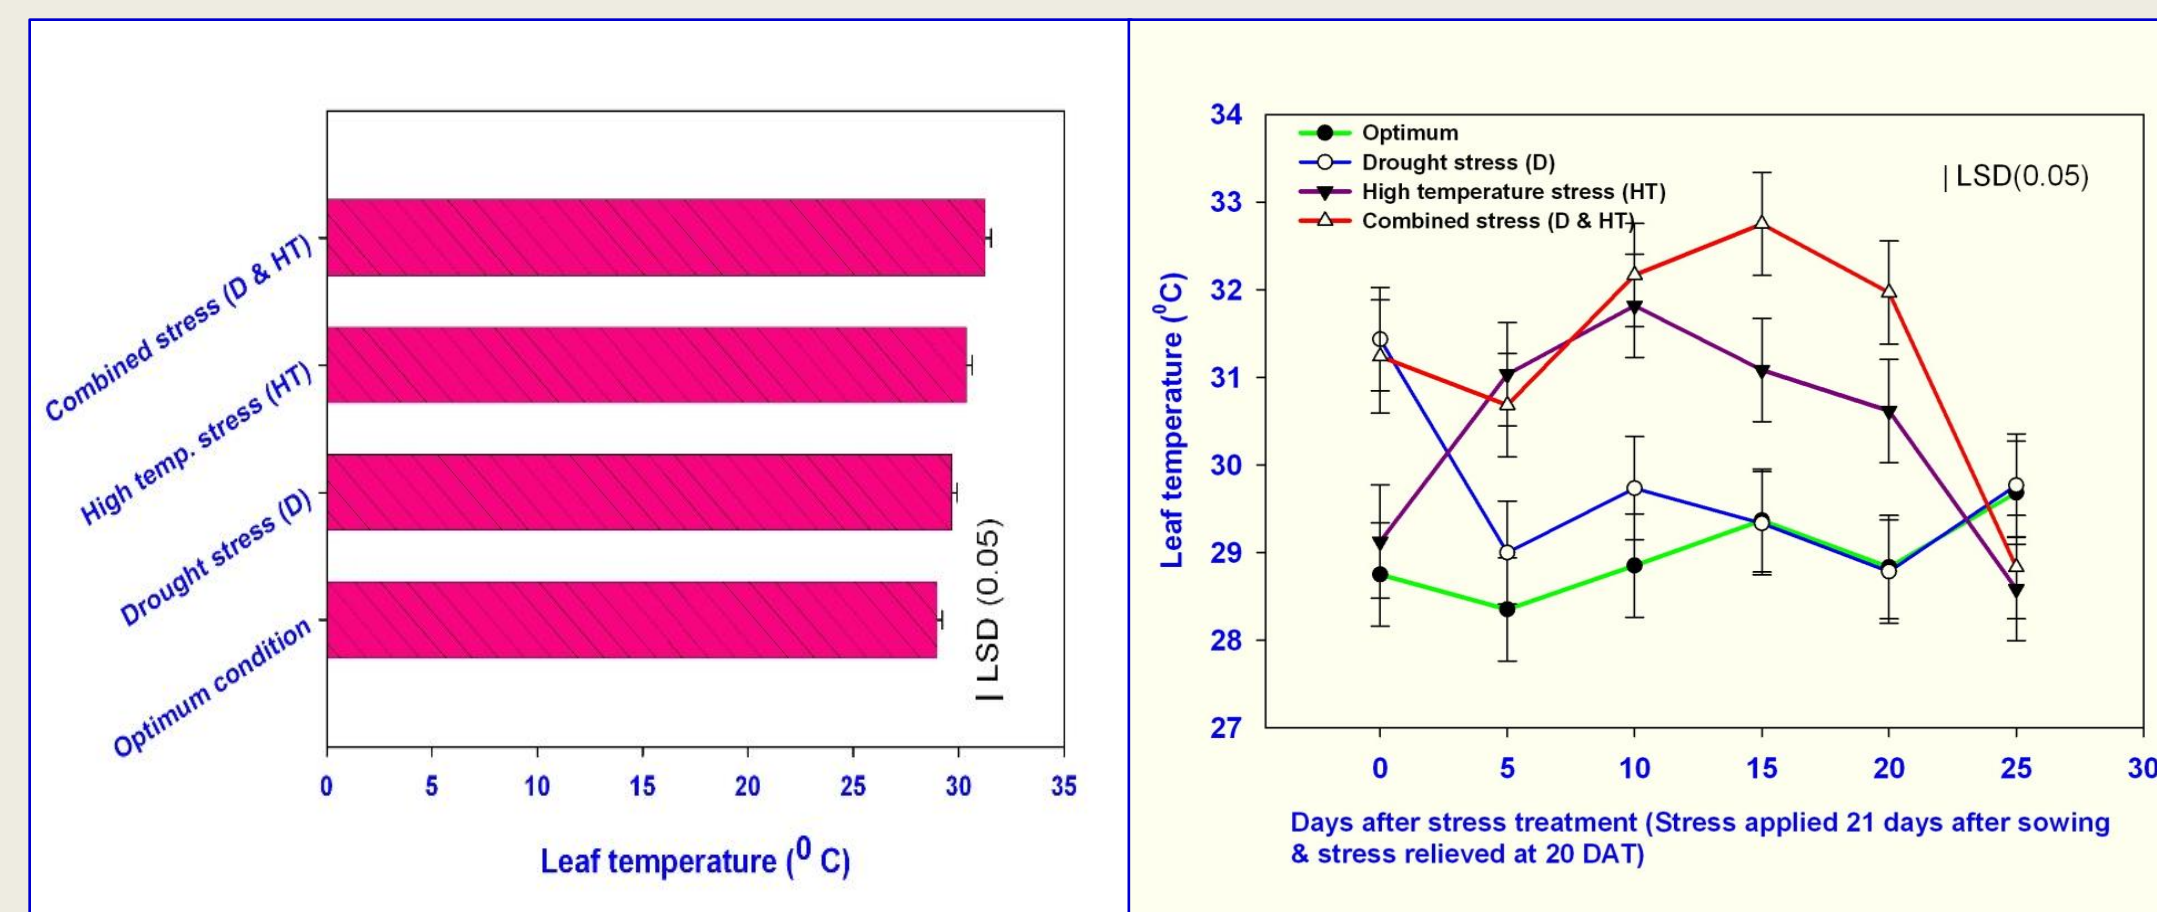 Combined stress (D & HT)
High temp. stress (HT)
Drought stress (D)
Optimum condition
| LSD (0.05)
0 5 10 15 20 25 30 35
Leaf temperature (⁰ C)
34
33
32
31
30
29
28
27
Leaf temperature (⁰C)
Optimum
Drought stress (D)
High temperature stress (HT)
Combined stress (D & HT)
| LSD(0.05)
0 5 10 15 20 25 30
Days after stress treatment (Stress applied 21 days after sowing
& stress relieved at 20 DAT)